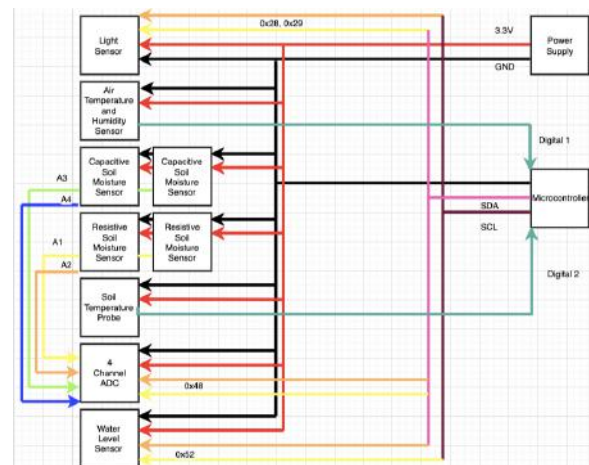 0x28, 0x29
Light
Sensor
3.3V
Power
Supply
GND
Air
Temperature
and
Humidity
Sensor
Digital 1
Capacitive
Soil
Moisture
Sensor
Capacitive
Soil
Moisture
Sensor
A3
A4
Microcontroller
SDA
SCL
Resistive
Soil
Moisture
Sensor
Resistive
Soil
Moisture
Sensor
A1
A2
Digital 2
Soil
Temperature
Probe
4
Channel
ADC
0x48
Water
Level
Sensor
0x52